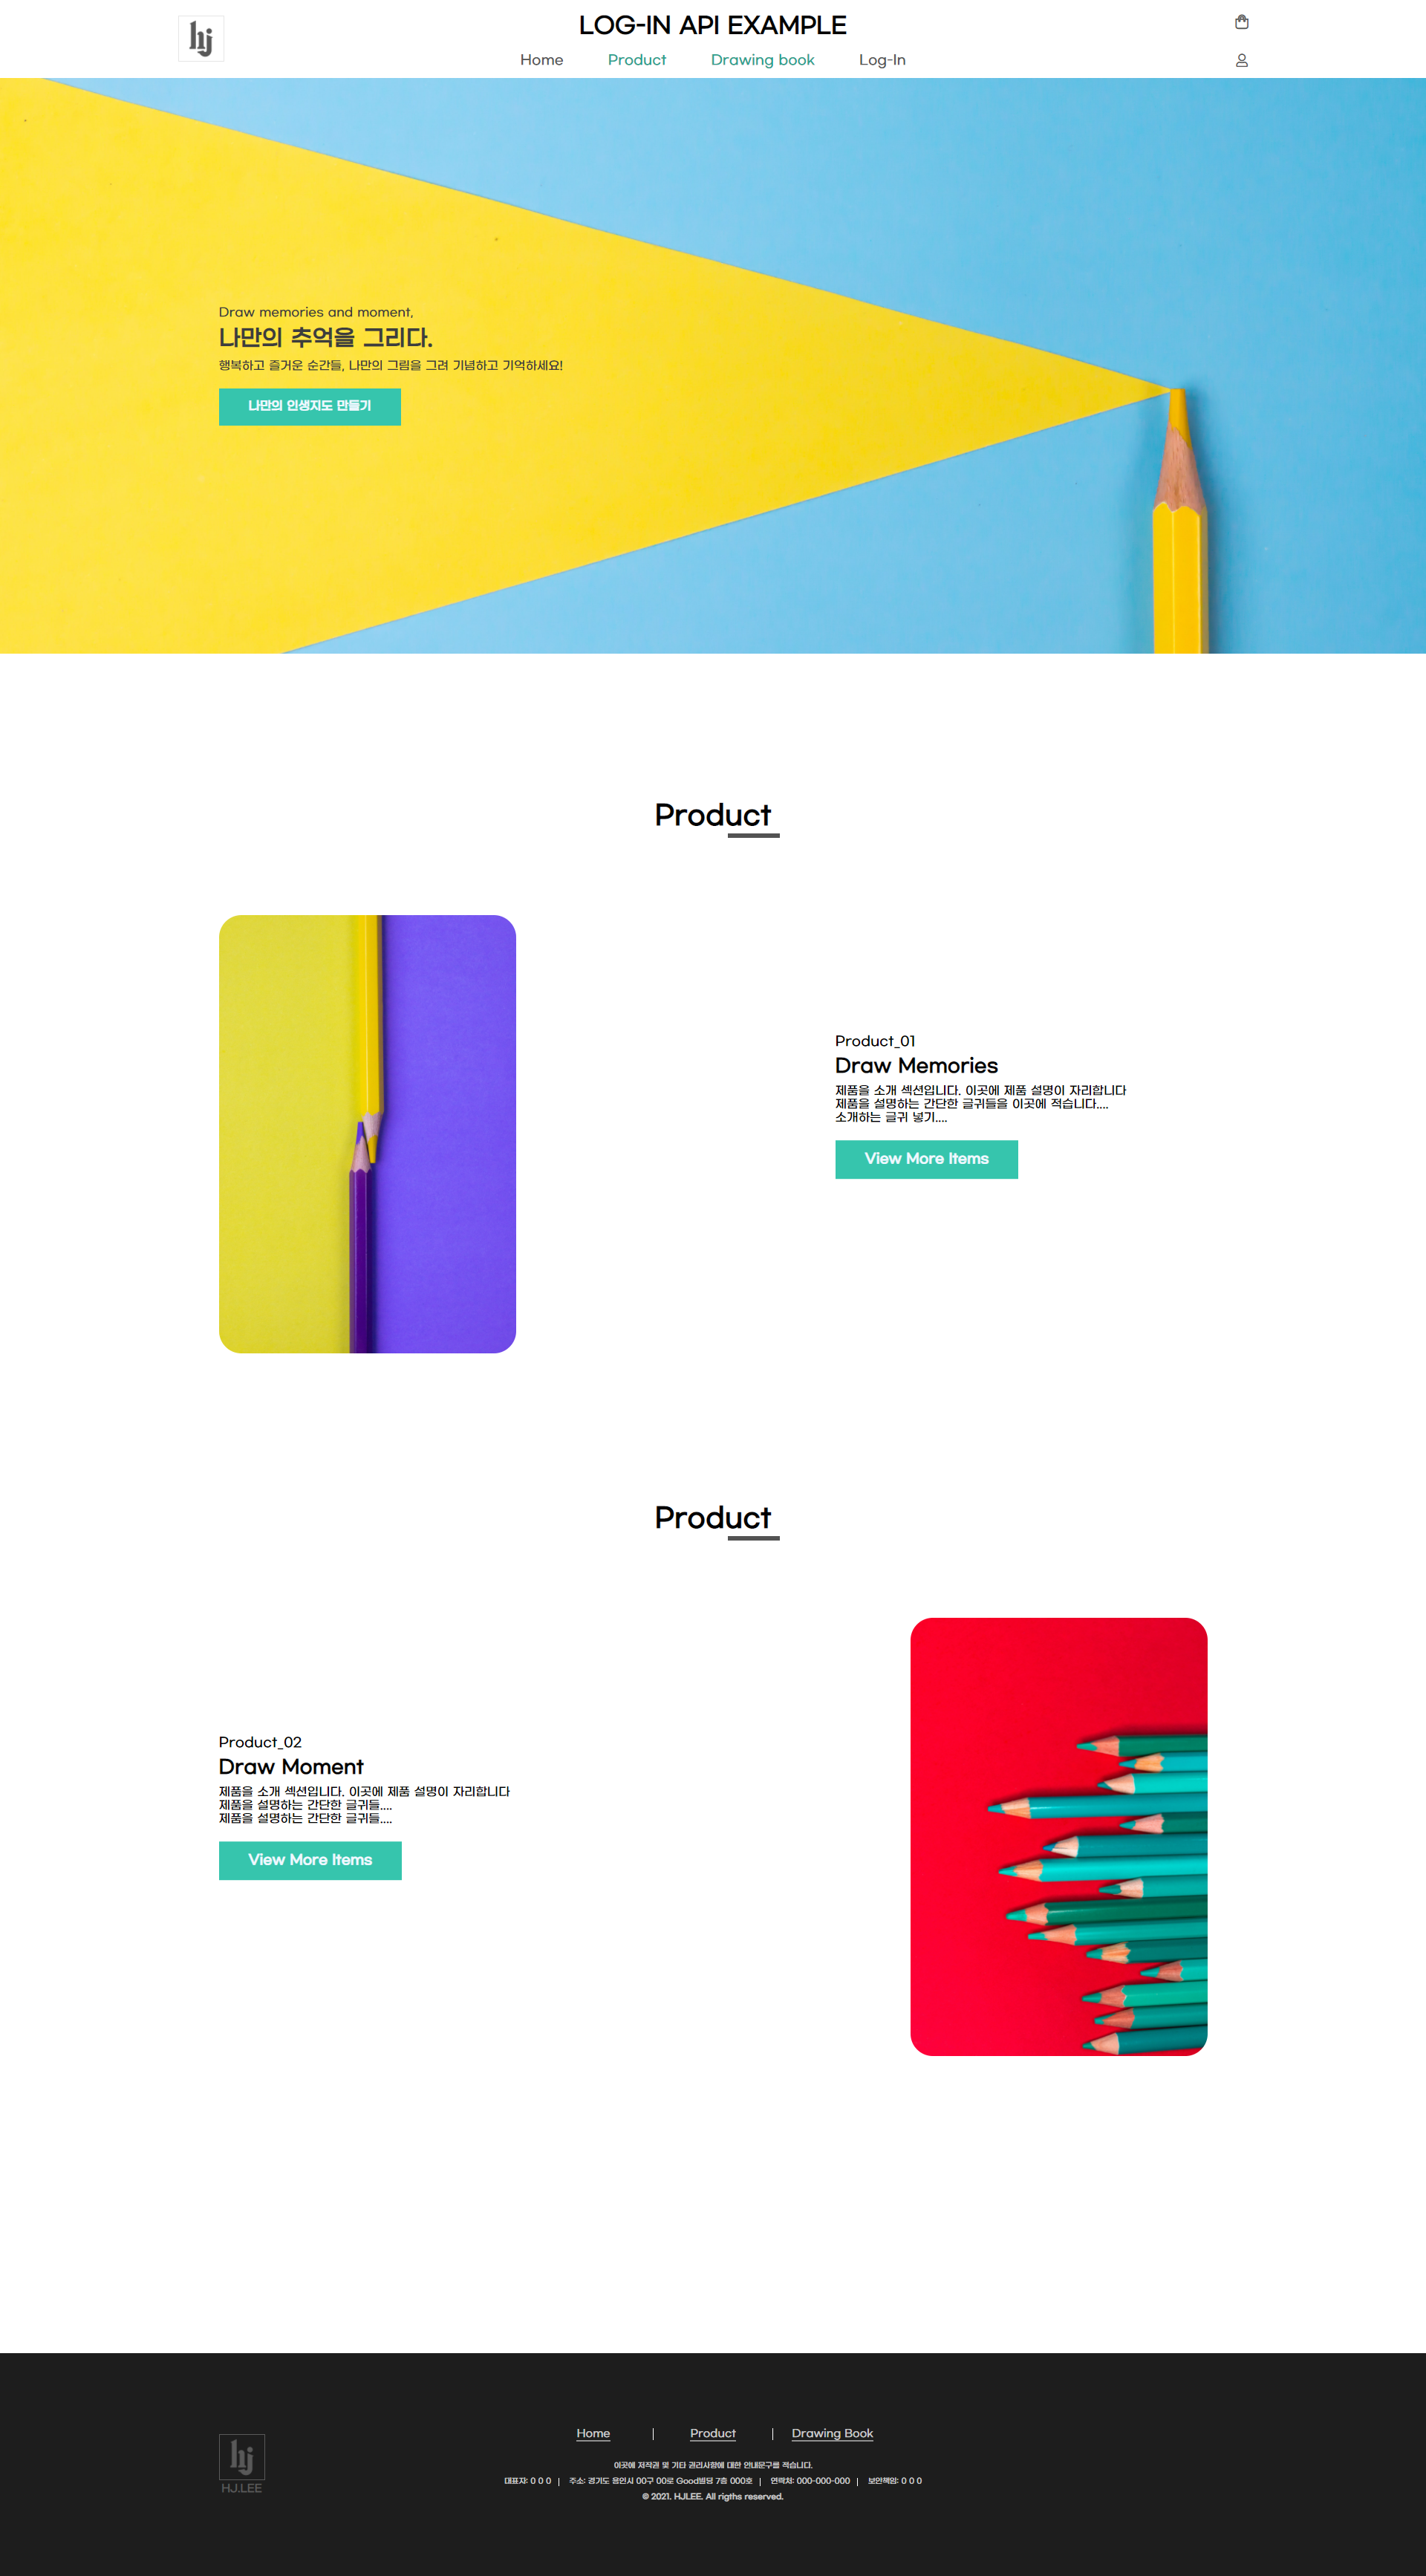 hj
LOG-IN API EXAMPLE
Home Product Drawing book Log-In
Draw memories and moment,
나만의 추억을 그리다.
행복하고 즐거운 순간들, 나만의 그림을 그려 기념하고 기억하세요!
나만의 인생지도 만들기
Product
Product_01
Draw Memories
제품을 소개 섹션입니다. 이곳에 제품 설명이 자리합니다
제품을 설명하는 간단한 글귀들을 이곳에 적습니다....
소개하는 글귀 넣기....
View More Items
Product
Product_02
Draw Moment
제품을 소개 섹션입니다. 이곳에 제품 설명이 자리합니다
제품을 설명하는 간단한 글귀들....
제품을 설명하는 간단한 글귀들....
View More Items
hj
HJ.LEE
Home | Product | Drawing Book
이곳에 저작권 및 기타 권리사항에 대한 안내문구를 적습니다.
대표자: 0 0 0 | 주소: 경기도 용인시 00구 00로 Good빌딩 7층 000호 | 연락처: 000-000-000 | 보안책임: 0 0 0
© 2021. HJLEE. All rigths reserved.